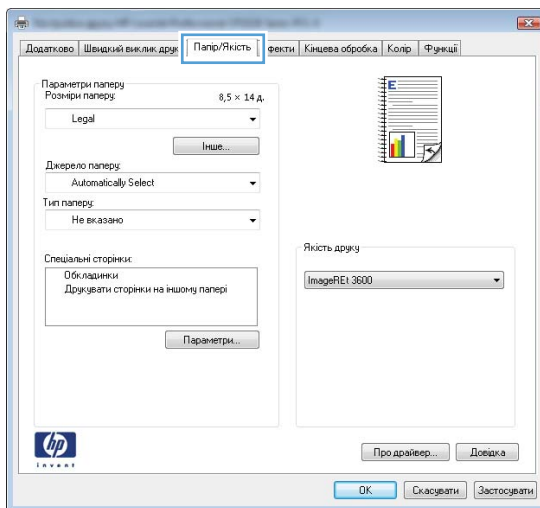 Додатково Швидкий виклик друк Папір/Якість фекти Кінцева обробка Колір Функції
Параметри паперу
Розміри паперу: 8,5 × 14 д.
Legal
Інше...
Джерело паперу:
Automatically Select
Тип паперу:
Не вказано
Спеціальні сторінки:
Обкладинки
Друкувати сторінки на іншому папері
Параметри...
E
Якість друку
ImageREt 3600
hp
invent
Про драйвер... Довідка
OK Скасувати Застосувати